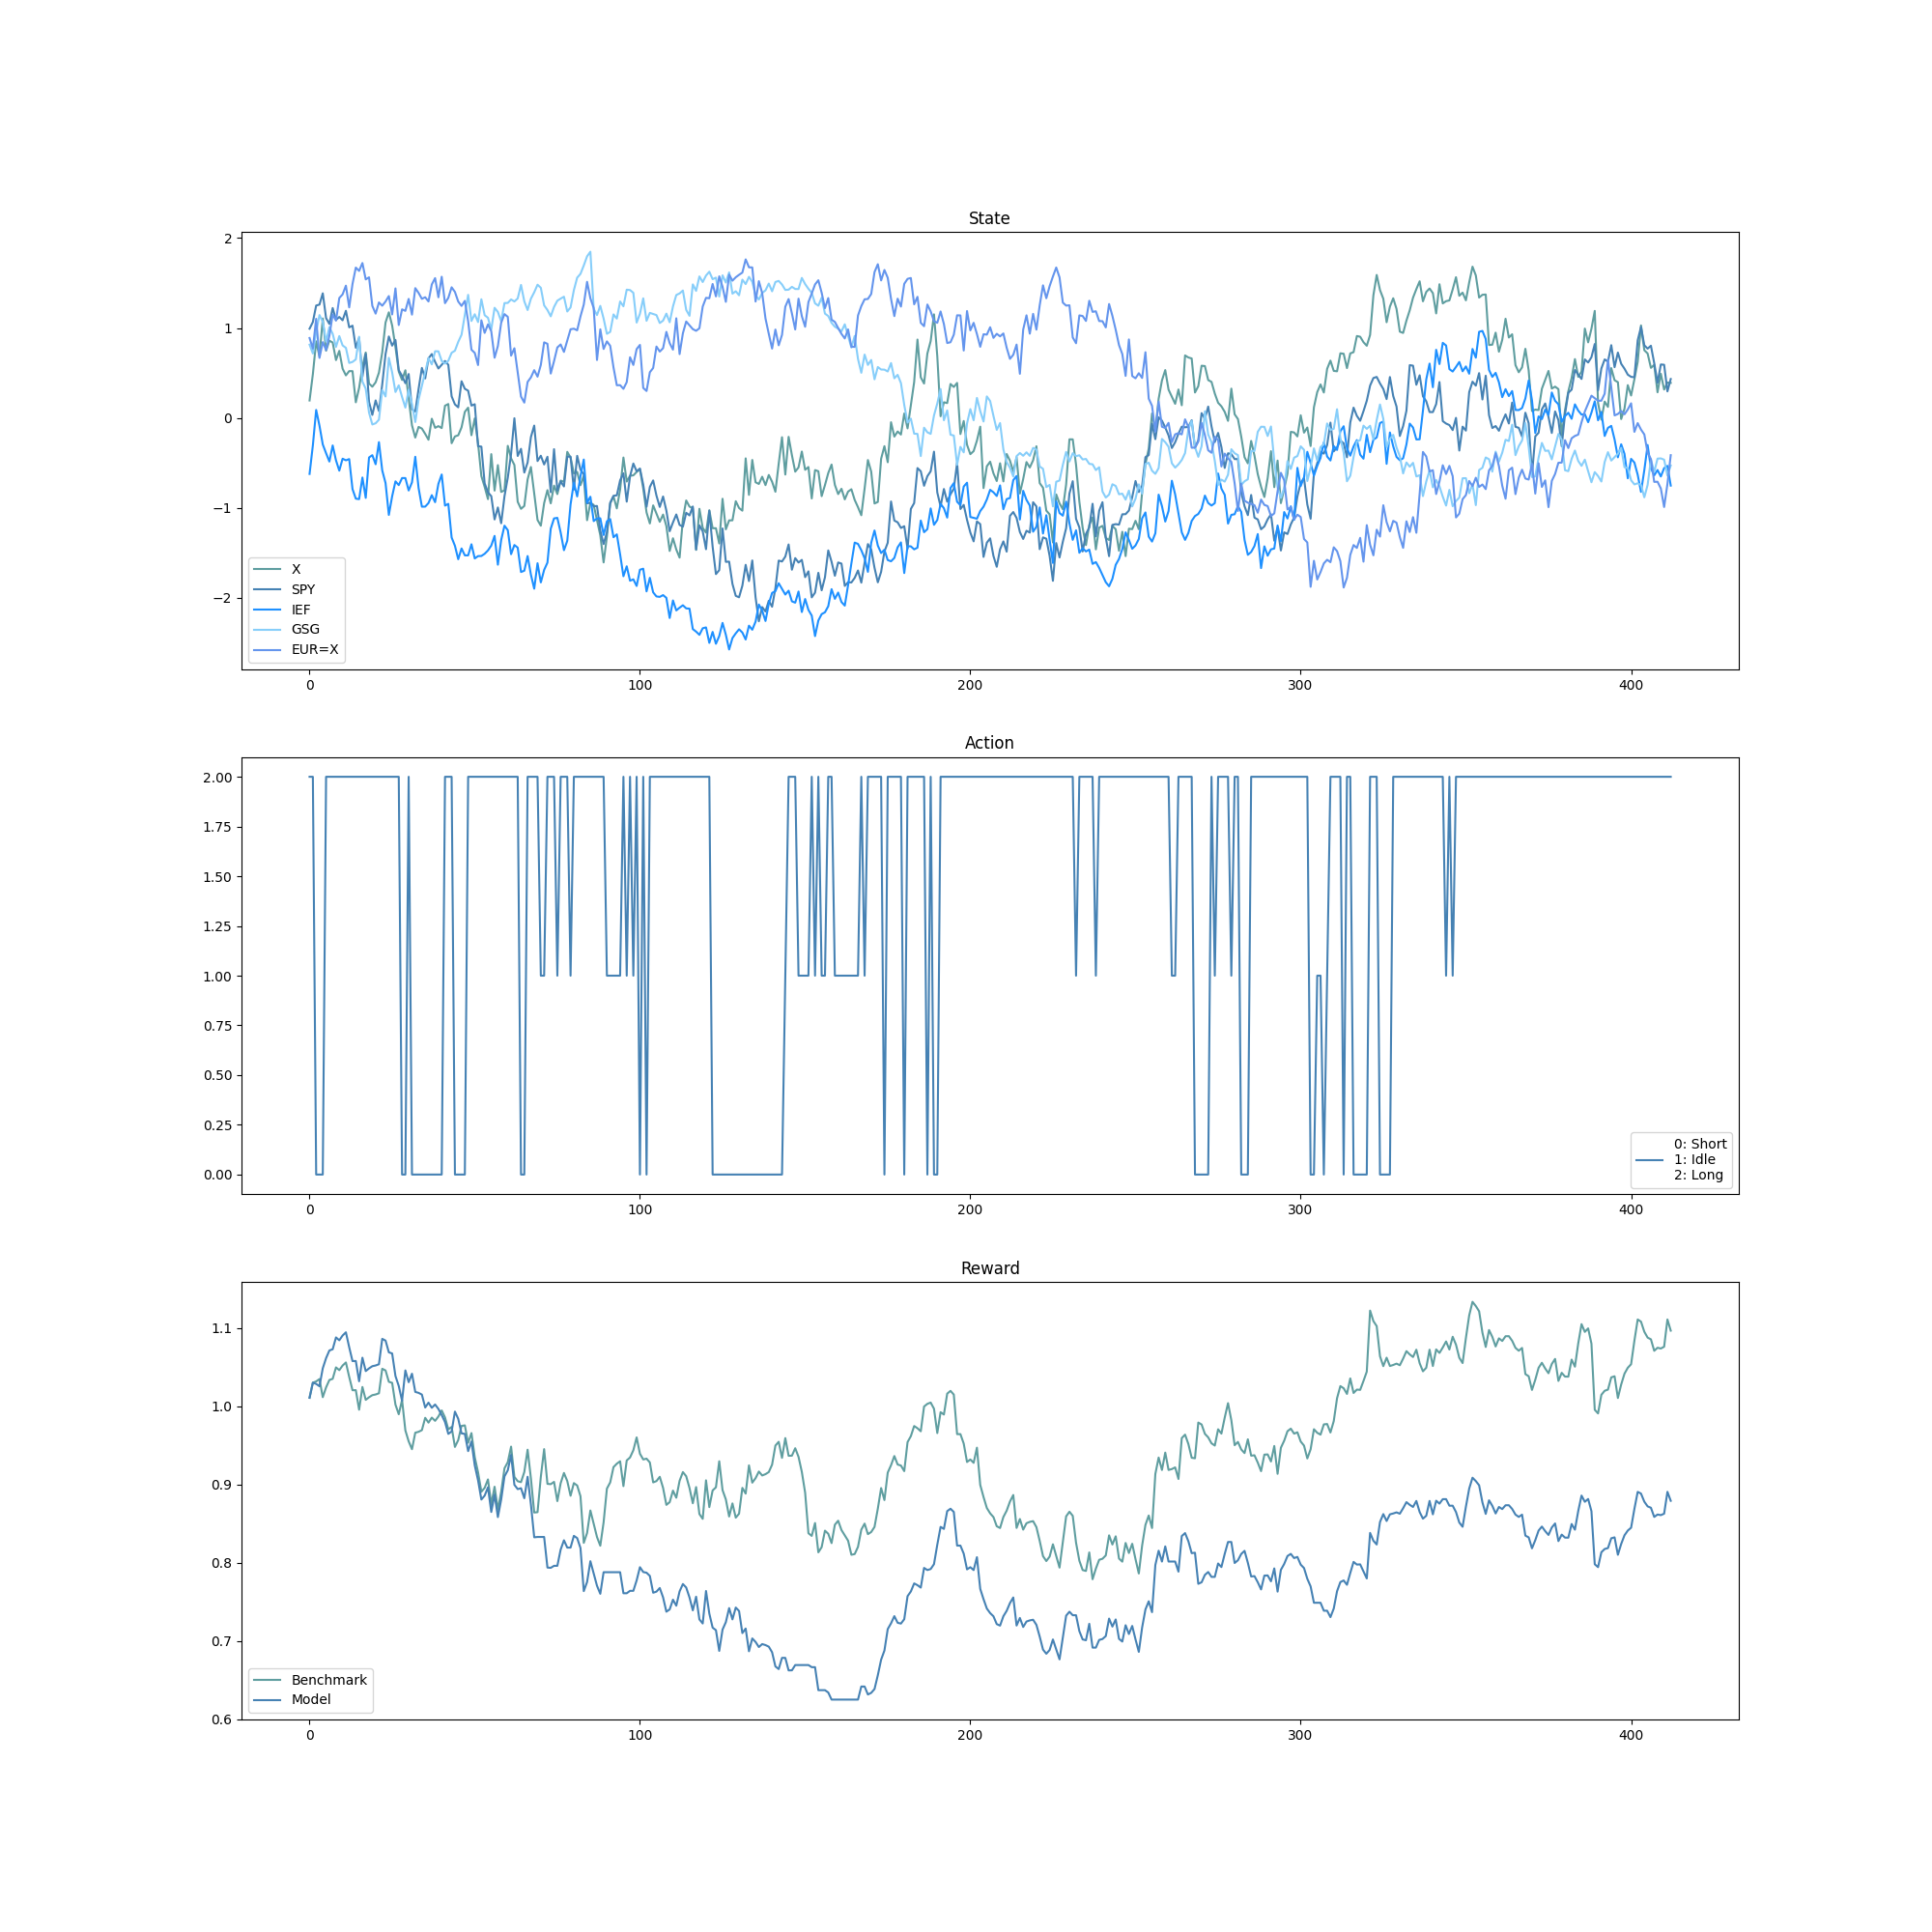 State
2
1
0
−1
−2
X
SPY
IEF
GSG
EUR=X
0 100 200 300 400
Action
2.00
1.75
1.50
1.25
1.00
0.75
0.50
0.25
0.00
0: Short
1: Idle
2: Long
0 100 200 300 400
Reward
1.1
1.0
0.9
0.8
0.7
0.6
Benchmark
Model
0 100 200 300 400